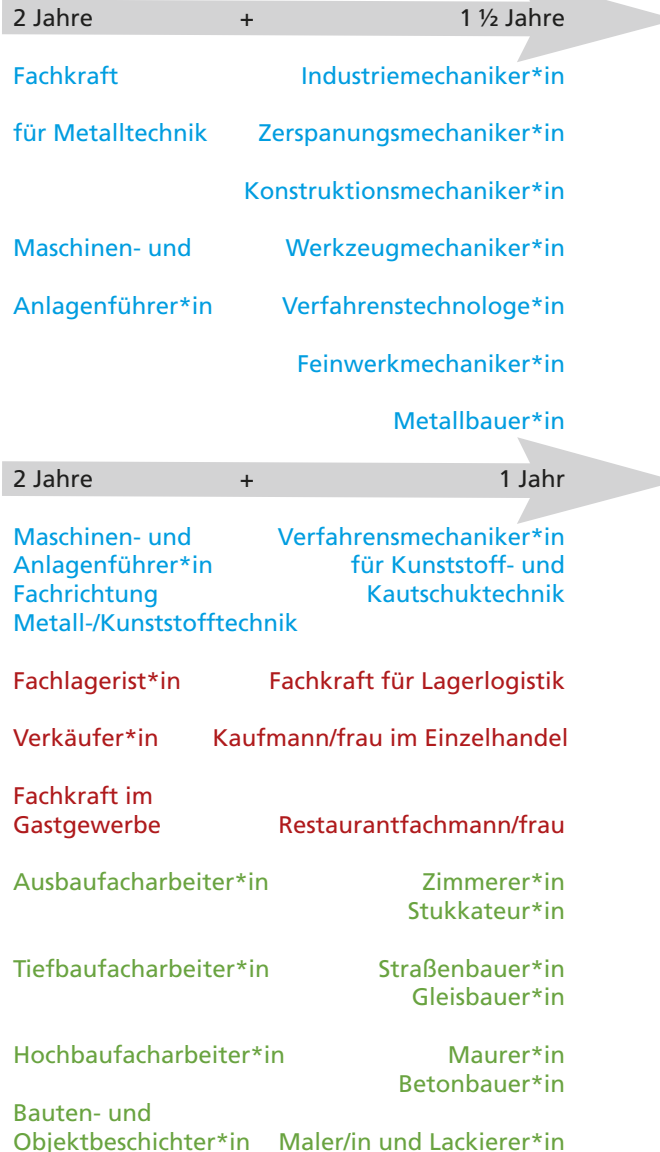 2 Jahre + 1 ½ Jahre
Fachkraft Industriemechaniker*in
für Metalltechnik Zerspanungsmechaniker*in
Konstruktionsmechaniker*in
Maschinen- und Werkzeugmechaniker*in
Anlagenführer*in Verfahrenstechnologe*in
Feinwerkmechaniker*in
Metallbauer*in
2 Jahre + 1 Jahr
Maschinen- und Verfahrensmechaniker*in
Anlagenführer*in für Kunststoff- und
Fachrichtung Kautschuktechnik
Metall-/Kunststofftechnik
Fachlagerist*in Fachkraft für Lagerlogistik
Verkäufer*in Kaufmann/frau im Einzelhandel
Fachkraft im
Gastgewerbe Restaurantfachmann/frau
Ausbaufacharbeiter*in Zimmerer*in
Stukkateur*in
Tiefbaufacharbeiter*in Straßenbauer*in
Gleisbauer*in
Hochbaufacharbeiter*in Maurer*in
Betonbauer*in
Bauten- und
Objektbeschichter*in Maler/in und Lackierer*in